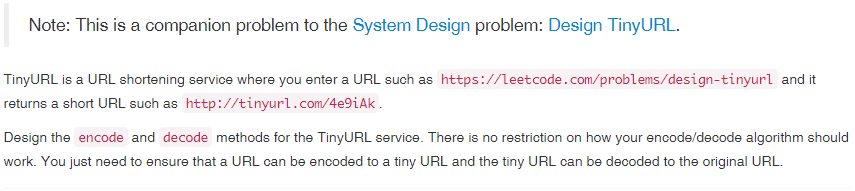 Note: This is a companion problem to the System Design problem: Design TinyURL.
TinyURL is a URL shortening service where you enter a URL such as https://leetcode.com/problems/design-tinyurl and it
returns a short URL such as http://tinyurl.com/4e9iAk.
Design the encode and decode methods for the TinyURL service. There is no restriction on how your encode/decode algorithm should
work. You just need to ensure that a URL can be encoded to a tiny URL and the tiny URL can be decoded to the original URL.